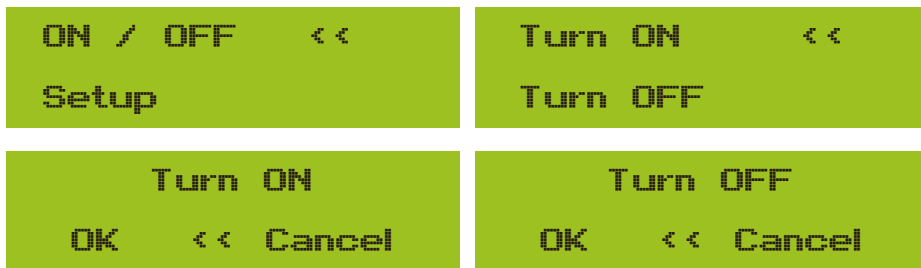 ON / OFF <<
Setup
Turn ON <<
Turn OFF
Turn ON
OK << Cancel
Turn OFF
OK << Cancel